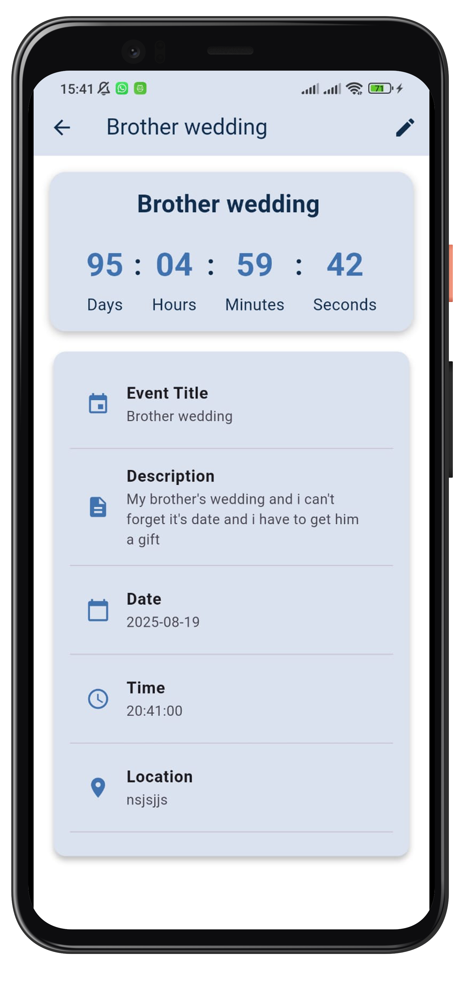 15:41 71
Brother wedding
Brother wedding
95 : 04 : 59 : 42
Days Hours Minutes Seconds
Event Title
Brother wedding
Description
My brother's wedding and i can't
forget it's date and i have to get him
a gift
Date
2025-08-19
Time
20:41:00
Location
nsjsjjs